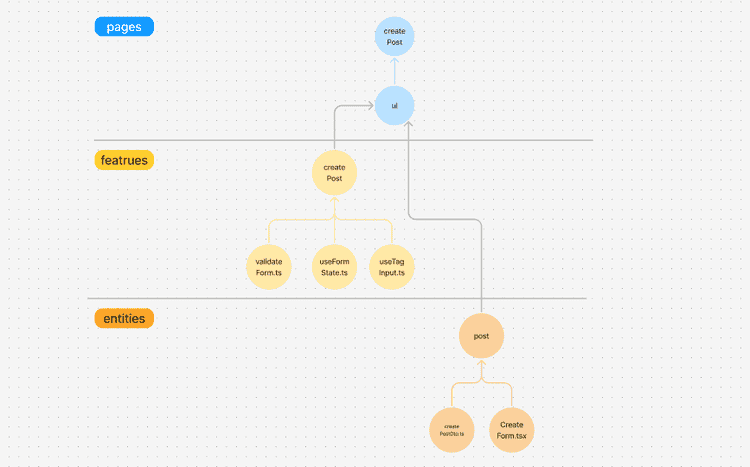 pages
create
Post
ui
featrues
create
Post
validate
Form.ts
useForm
State.ts
useTag
Input.ts
entities
post
create
PostDto.ts
Create
Form.tsx